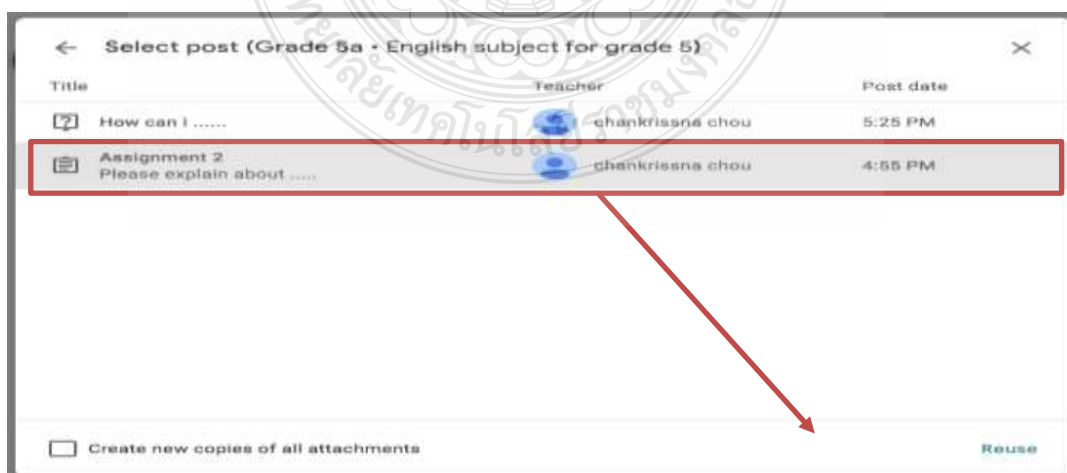 Select post (Grade 5a • English subject for grade 5)
Title Teacher Post date
How can I ...... chankrissna chou 5:25 PM
Assignment 2
Please explain about ..... chankrissna chou 4:55 PM
Create new copies of all attachments Reuse